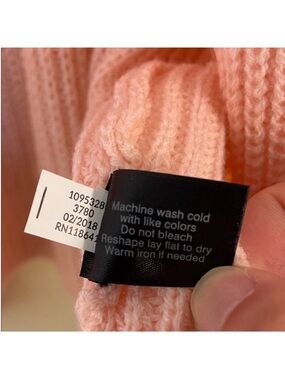 1095328
3780
02/2018
RN118641
Machine wash cold
with like colors
Do not bleach
Reshape lay flat to dry
Warm iron if needed